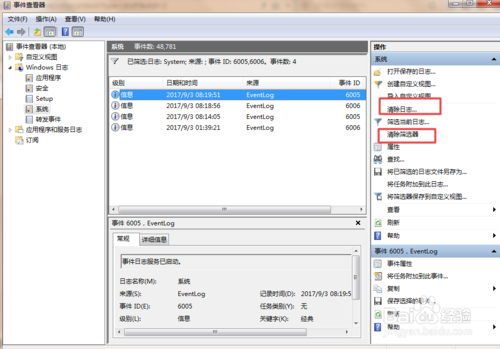 事件查看器
文件(F) 操作(A) 查看(V) 帮助(H)
事件查看器 (本地)
自定义视图
Windows 日志
应用程序
安全
Setup
系统
转发事件
应用程序和服务日志
订阅
系统 事件数: 48,781
已筛选:日志: System; 来源: ; 事件 ID: 6005,6006。事件数: 4
级别 日期和时间 来源 事件 ID
信息 2017/9/3 08:19:51 EventLog 6005
信息 2017/9/3 08:18:56 EventLog 6006
信息 2017/9/3 08:14:05 EventLog 6005
信息 2017/9/3 01:39:21 EventLog 6006
事件 6005，EventLog
常规 详细信息
事件日志服务已启动。
日志名称(M): 系统
来源(S): EventLog 记录时间(D): 2017/9/3 08:19:5
事件 ID(E): 6005 任务类别(Y): 无
级别(L): 信息 关键字(K): 经典
操作
系统
打开保存的日志...
创建自定义视图...
导入自定义视图...
清除日志...
筛选当前日志...
清除筛选器
属性
查找...
将已筛选的日志文件另存为...
将任务附加到此日志...
将筛选器保存到自定义视图...
查看
刷新
帮助
事件 6005，EventLog
事件属性
将任务附加到此事件...
复制
保存选择的事件...
刷新
帮助
Baidu 经验
jingyan.baidu.com